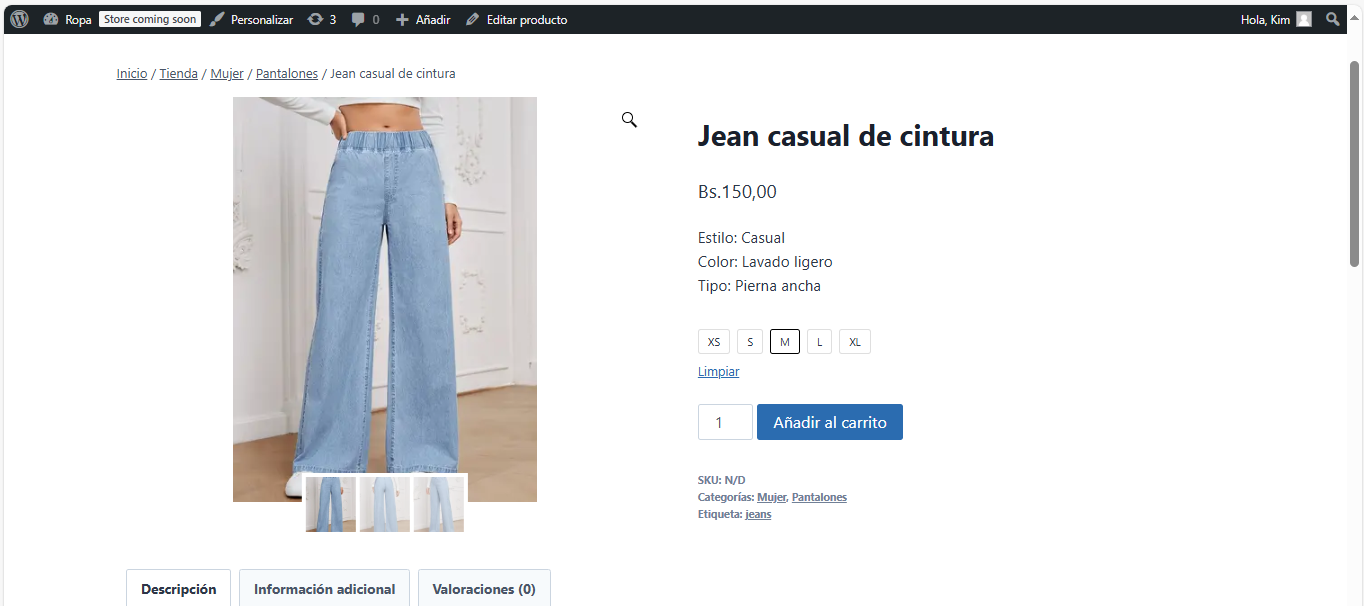 Ropa Store coming soon Personalizar 3 0 Añadir Editar producto Hola, Kim
Inicio / Tienda / Mujer / Pantalones / Jean casual de cintura
Jean casual de cintura
Bs.150,00
Estilo: Casual
Color: Lavado ligero
Tipo: Pierna ancha
XS S M L XL
Limpiar
1 Añadir al carrito
SKU: N/D
Categorías: Mujer, Pantalones
Etiqueta: jeans
Descripción Información adicional Valoraciones (0)